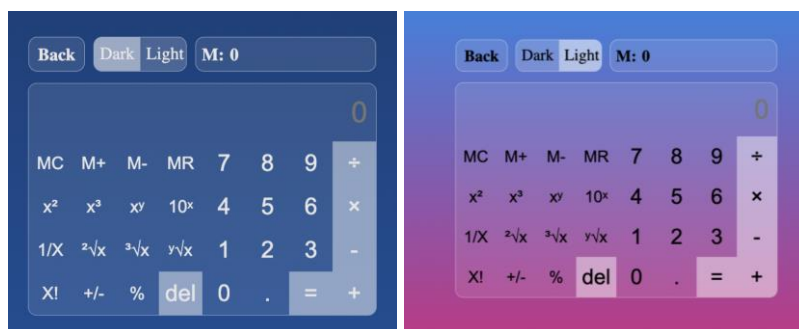 Back Dark Light M: 0
0
MC M+ M- MR 7 8 9 ÷
x² x³ xʸ 10ˣ 4 5 6 ×
1/X ²√x ³√x ʸ√x 1 2 3 -
X! +/- % del 0 . = +
Back Dark Light M: 0
0
MC M+ M- MR 7 8 9 ÷
x² x³ xʸ 10ˣ 4 5 6 ×
1/X ²√x ³√x ʸ√x 1 2 3 -
X! +/- % del 0 . = +